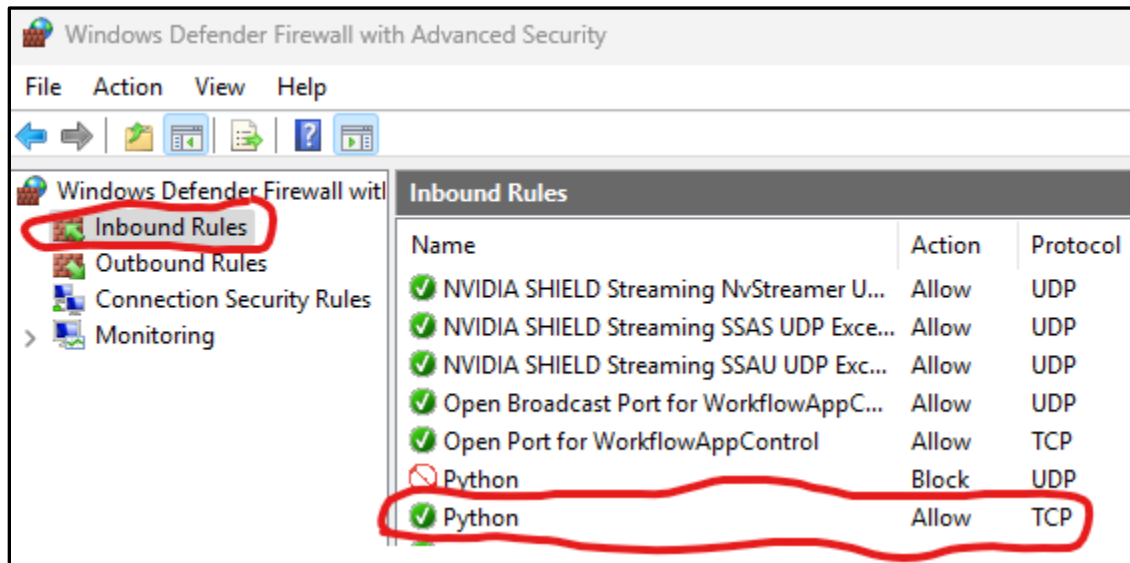 Windows Defender Firewall with Advanced Security
File Action View Help
Windows Defender Firewall witl
Inbound Rules
Outbound Rules
Connection Security Rules
Monitoring
Inbound Rules
Name Action Protocol
NVIDIA SHIELD Streaming NvStreamer U... Allow UDP
NVIDIA SHIELD Streaming SSAS UDP Exce... Allow UDP
NVIDIA SHIELD Streaming SSAU UDP Exc... Allow UDP
Open Broadcast Port for WorkflowAppC... Allow UDP
Open Port for WorkflowAppControl Allow TCP
Python Block UDP
Python Allow TCP